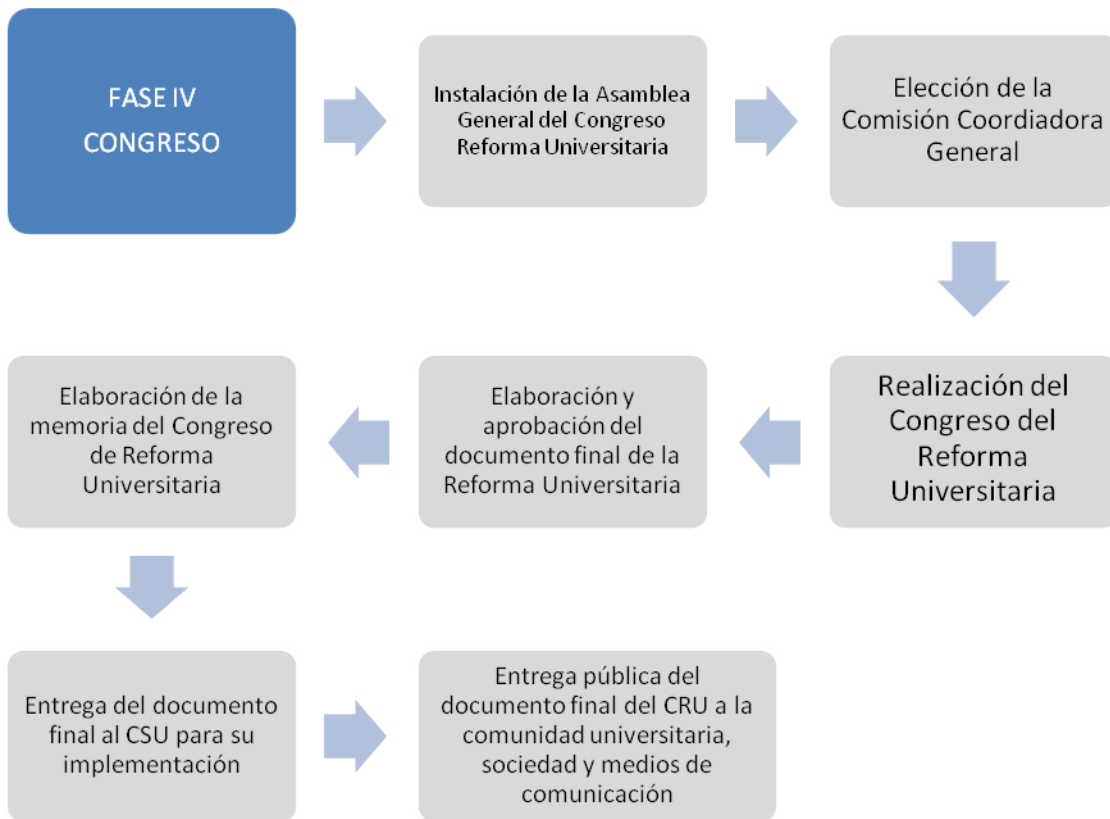 FASE IV
CONGRESO
Instalación de la Asamblea
General del Congreso
Reforma Universitaria
Elección de la
Comisión Coordiadora
General
Realización del
Congreso del
Reforma
Universitaria
Elaboración y
aprobación del
documento final de la
Reforma Universitaria
Elaboración de la
memoria del Congreso
de Reforma
Universitaria
Entrega del documento
final al CSU para su
implementación
Entrega pública del
documento final del CRU a la
comunidad universitaria,
sociedad y medios de
comunicación